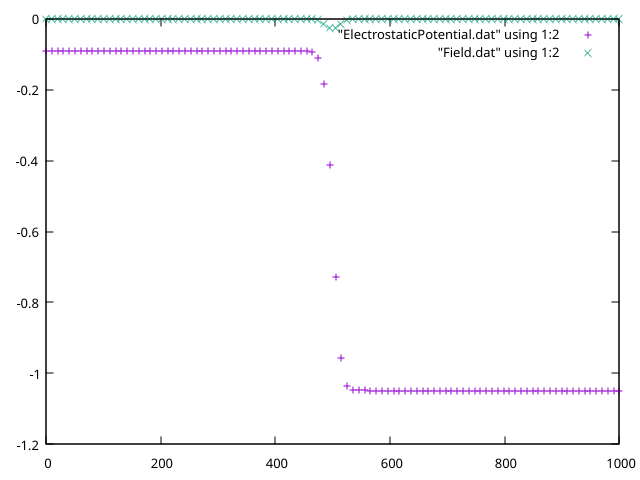 0
"ElectrostaticPotential.dat" using 1:2
"Field.dat" using 1:2
-0.2
-0.4
-0.6
-0.8
-1
-1.2
0 200 400 600 800 1000